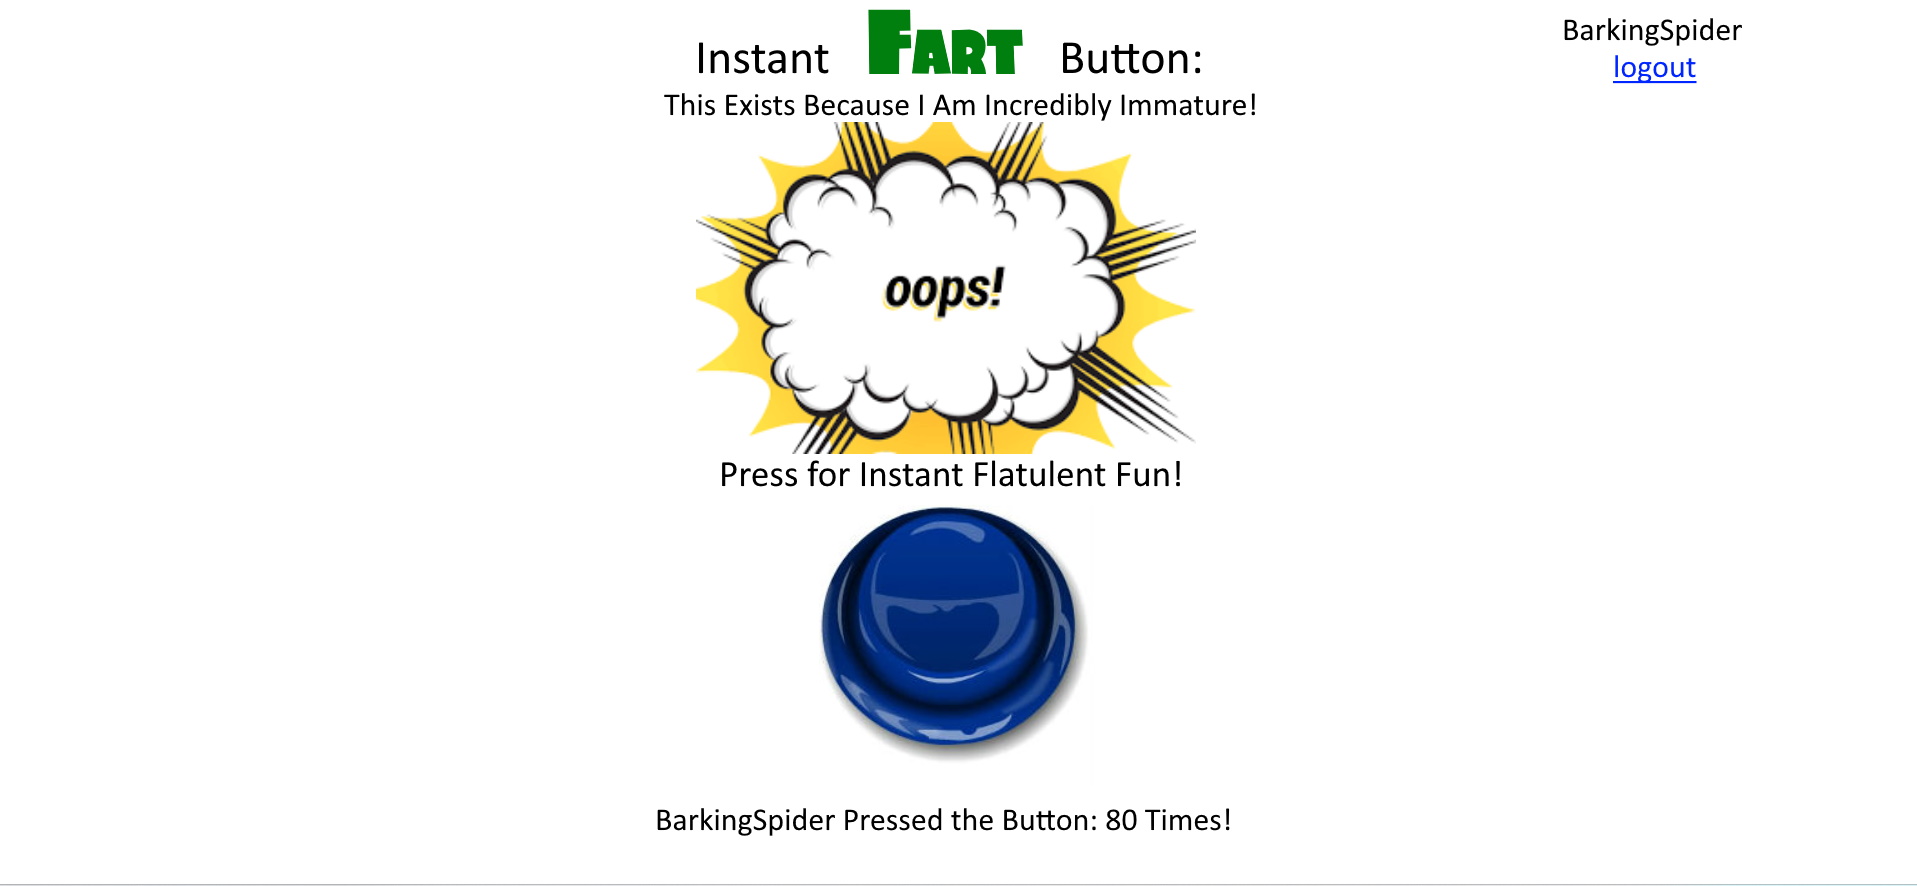 Instant FART Button:
BarkingSpider
logout
This Exists Because I Am Incredibly Immature!
oops!
Press for Instant Flatulent Fun!
BarkingSpider Pressed the Button: 80 Times!